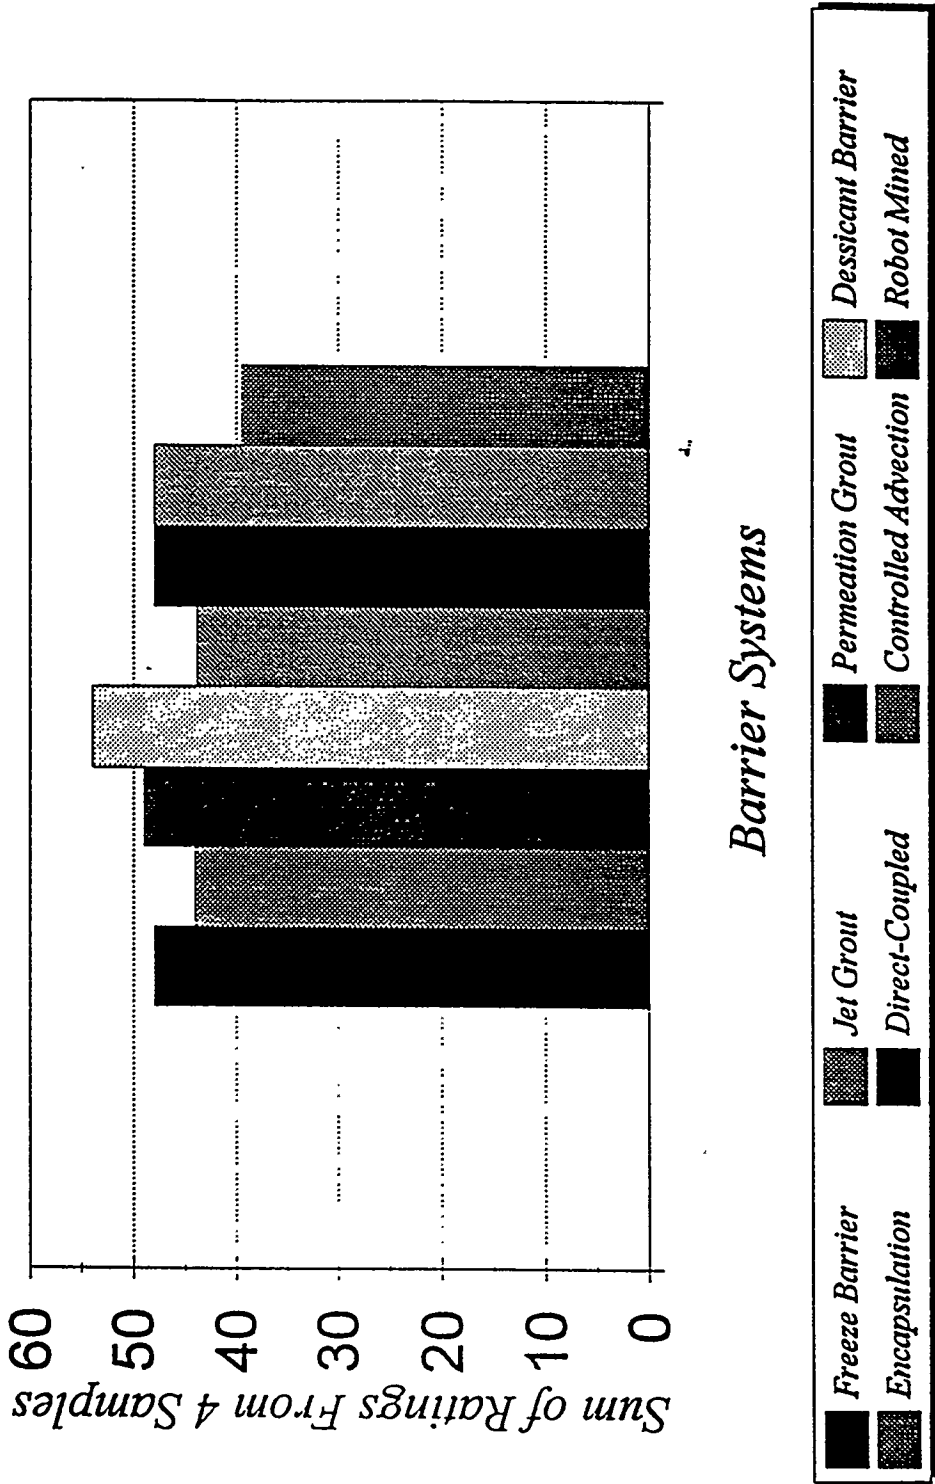 60
50
40
30
20
10
0
Sum of Ratings From 4 Samples
Barrier Systems
Freeze Barrier Jet Grout Permeation Grout Dessicant Barrier
Encapsulation Direct-Coupled Controlled Advection Robot Mined